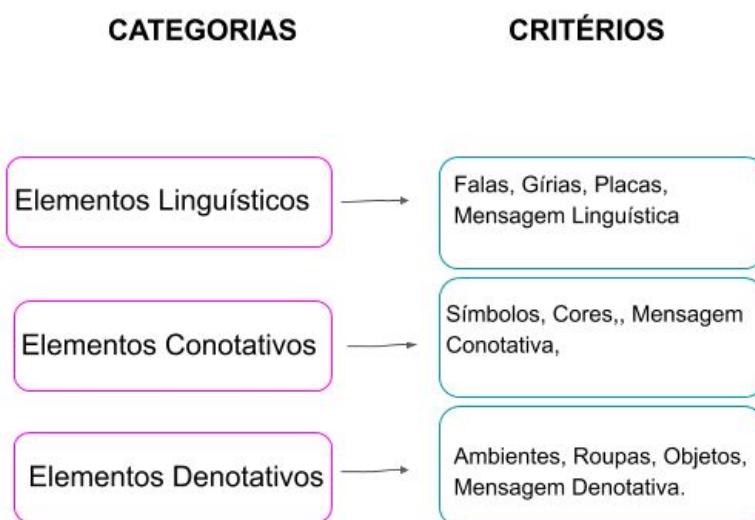 CATEGORIAS
CRITÉRIOS
Elementos Linguísticos
Falas, Gírias, Placas,
Mensagem Linguística
Elementos Conotativos
Símbolos, Cores,, Mensagem
Conotativa,
Elementos Denotativos
Ambientes, Roupas, Objetos,
Mensagem Denotativa.